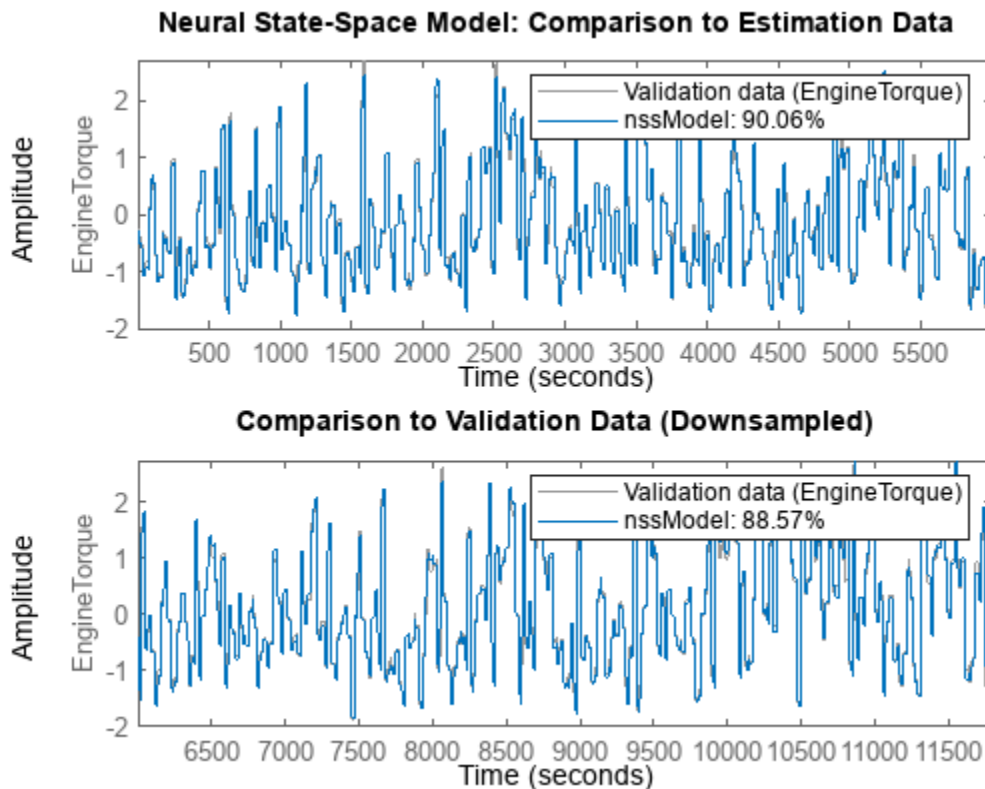 Neural State-Space Model: Comparison to Estimation Data
Validation data (EngineTorque)
nssModel: 90.06%
Amplitude
EngineTorque
2
1
0
-1
-2
500 1000 1500 2000 2500 3000 3500 4000 4500 5000 5500
Time (seconds)
Comparison to Validation Data (Downsampled)
Validation data (EngineTorque)
nssModel: 88.57%
Amplitude
EngineTorque
2
1
0
-1
-2
6500 7000 7500 8000 8500 9000 9500 10000 10500 11000 11500
Time (seconds)